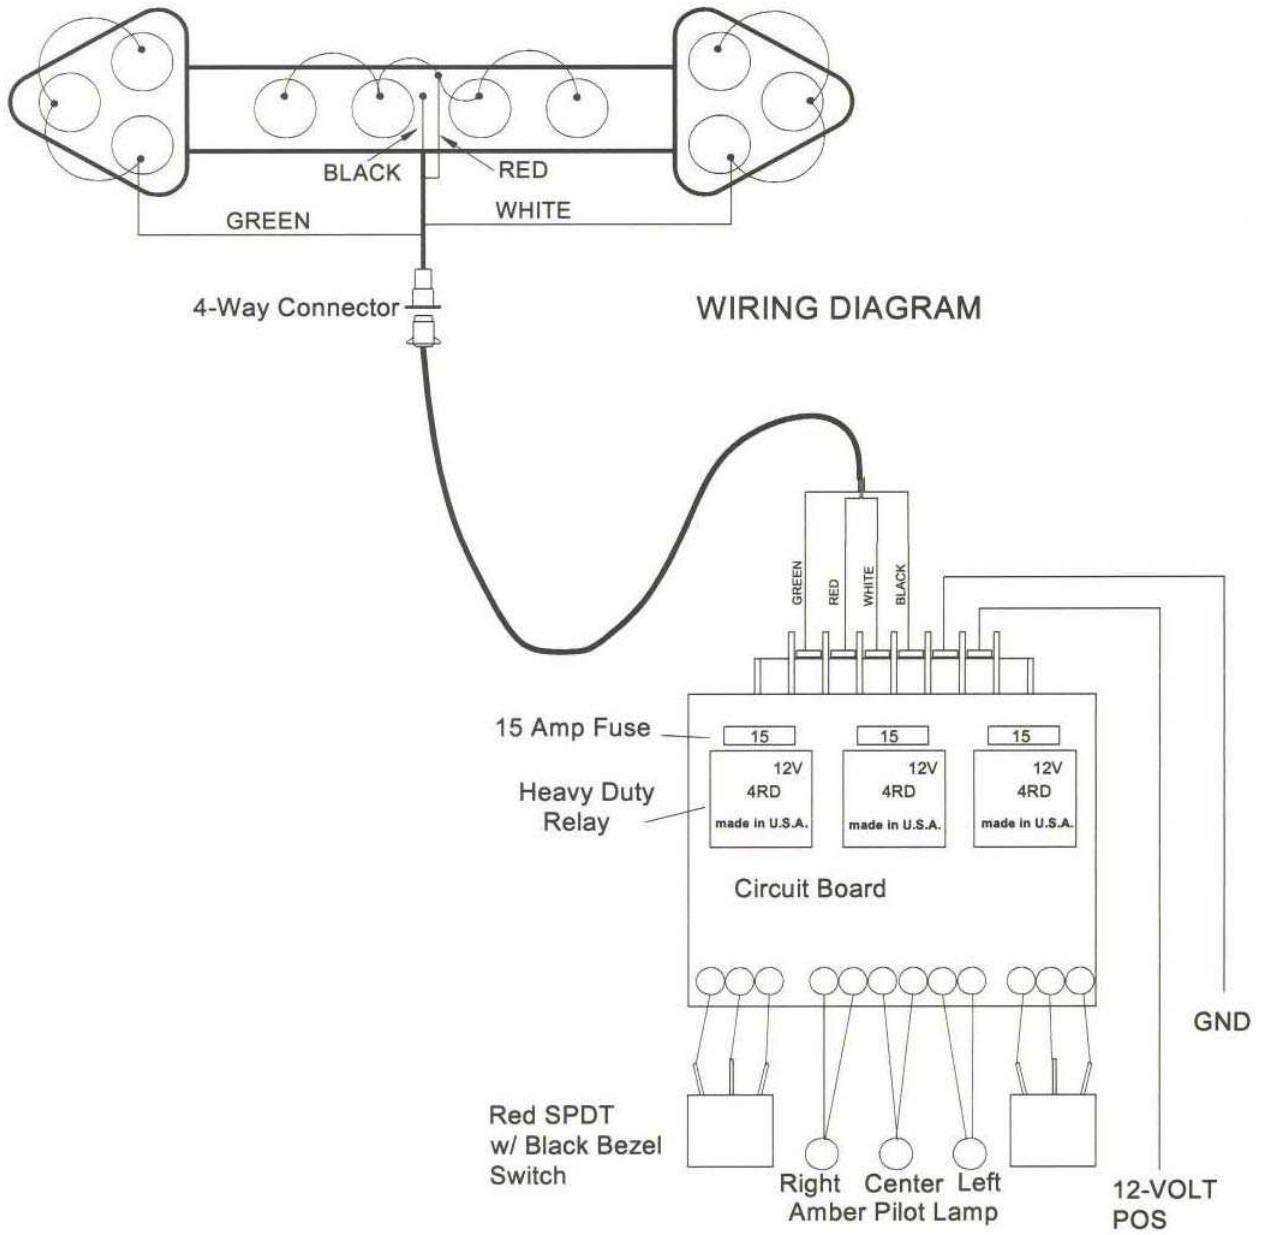 BLACK
RED
GREEN
WHITE
4-Way Connector
WIRING DIAGRAM
GREEN
RED
WHITE
BLACK
15 Amp Fuse
15
15
15
Heavy Duty
Relay
12V
4RD
made in U.S.A.
12V
4RD
made in U.S.A.
12V
4RD
made in U.S.A.
Circuit Board
GND
Red SPDT
w/ Black Bezel
Switch
Right Center Left
Amber Pilot Lamp
12-VOLT
POS